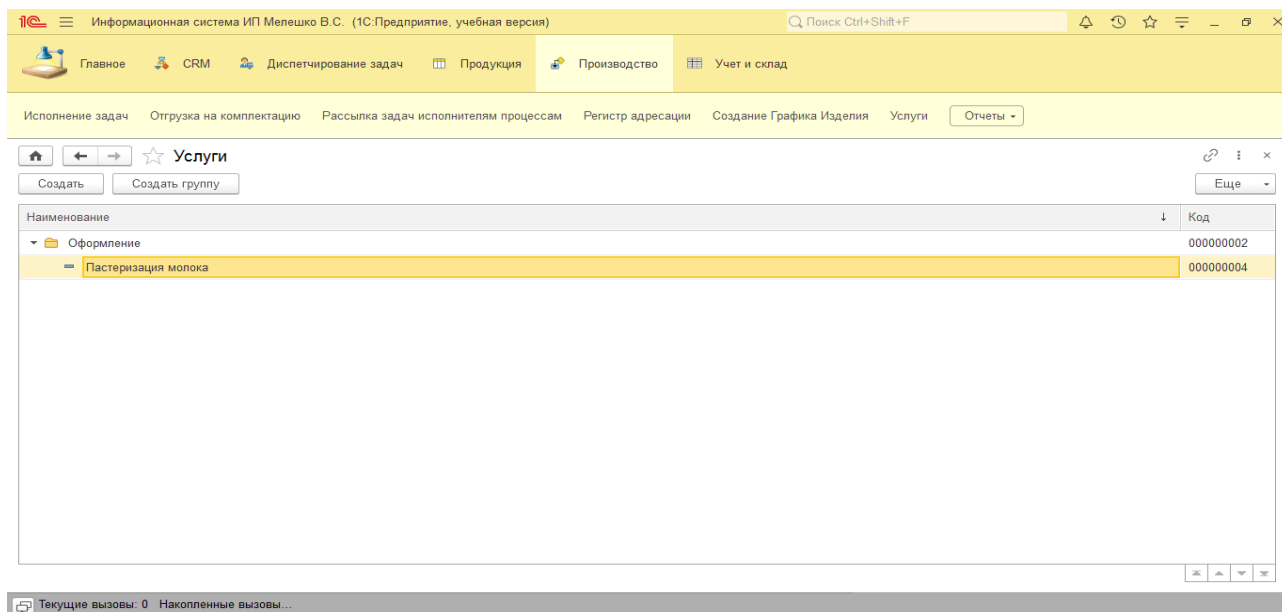 1С Информационная система ИП Мелешко В.С. (1С:Предприятие, учебная версия) Поиск Ctrl+Shift+F
Главное CRM Диспетчирование задач Продукция Производство Учет и склад
Исполнение задач Отгрузка на комплектацию Рассылка задач исполнителям процессам Регистр адресации Создание Графика Изделия Услуги Отчеты
Услуги
Создать Создать группу Еще
Наименование Код
Оформление 000000002
Пастеризация молока 000000004
Текущие вызовы: 0 Накопленные вызовы...